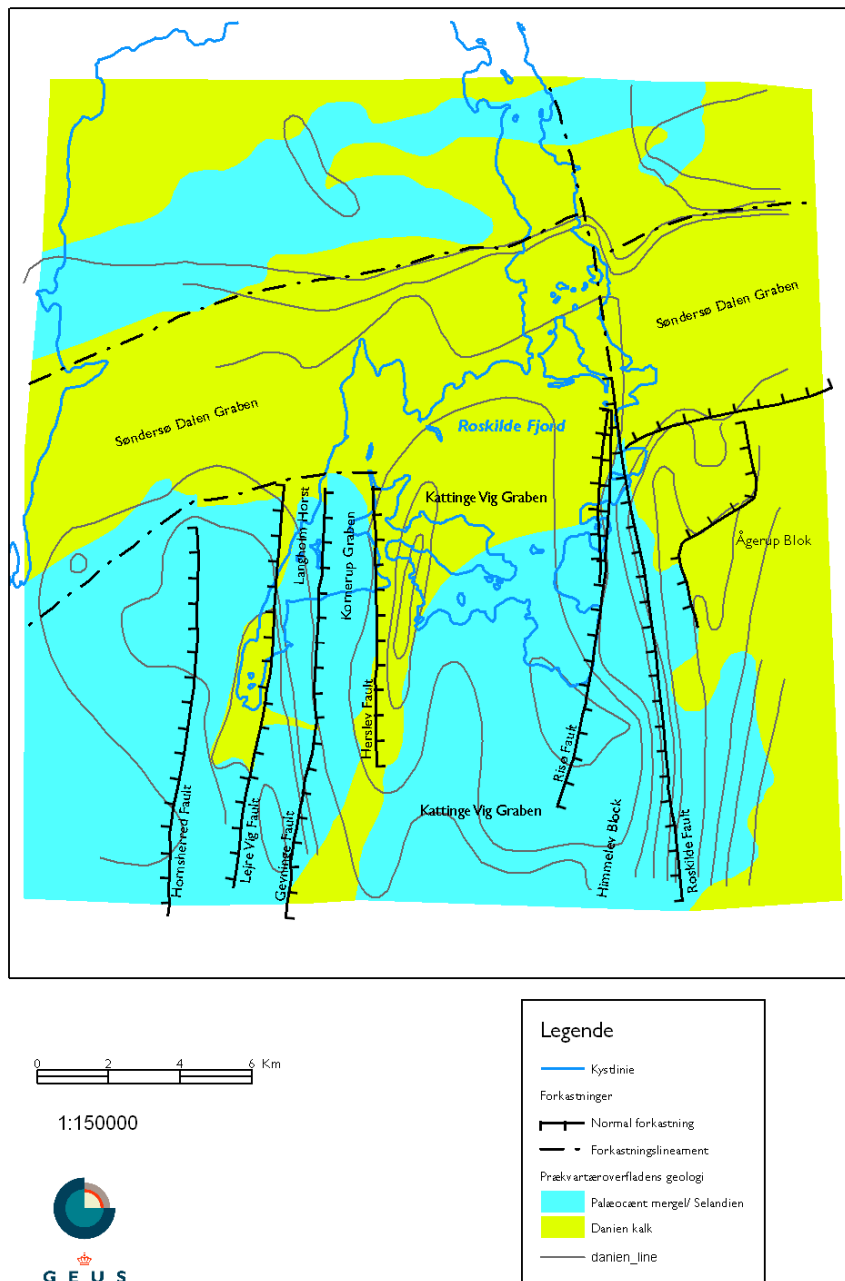 Søndersø Dalen Graben
Søndersø Dalen Graben
Roskilde Fjord
Kattinge Vig Graben
Langholm Horst
Kornerup Graben
Ågerup Blok
Herslev Fault
Risø Fault
Kattinge Vig Graben
Hornsherred Fault
Lejre Vig Fault
Gevninge Fault
Himmelev Block
Roskilde Fault
0 2 4 6 Km
1:150000
GEUS
Legende
Kystlinie
Forkastninger
Normal forkastning
Forkastningslineament
Prækvartæroverfladens geologi
Palæocænt mergel/ Selandien
Danien kalk
danien_line